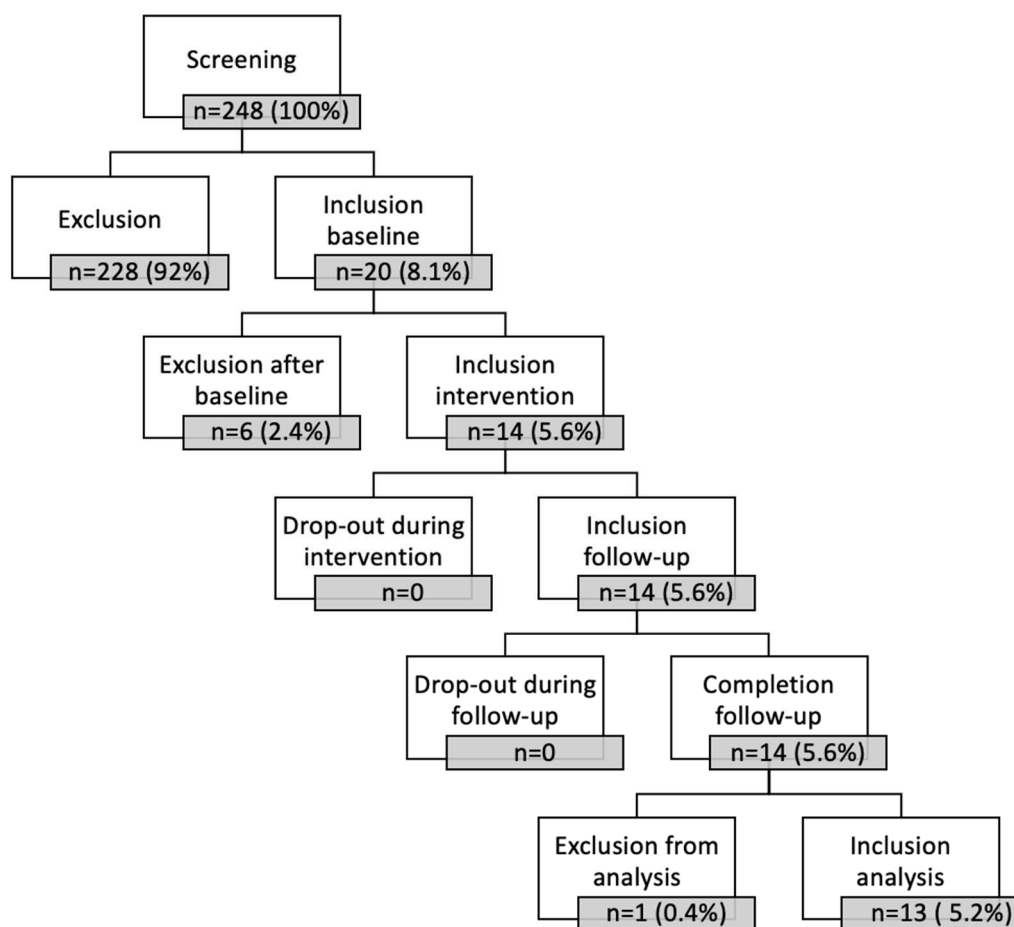 Screening
n=248 (100%)
Exclusion
n=228 (92%)
Inclusion
baseline
n=20 (8.1%)
Exclusion after
baseline
n=6 (2.4%)
Inclusion
intervention
n=14 (5.6%)
Drop-out during
intervention
n=0
Inclusion
follow-up
n=14 (5.6%)
Drop-out during
follow-up
n=0
Completion
follow-up
n=14 (5.6%)
Exclusion from
analysis
n=1 (0.4%)
Inclusion
analysis
n=13 ( 5.2%)